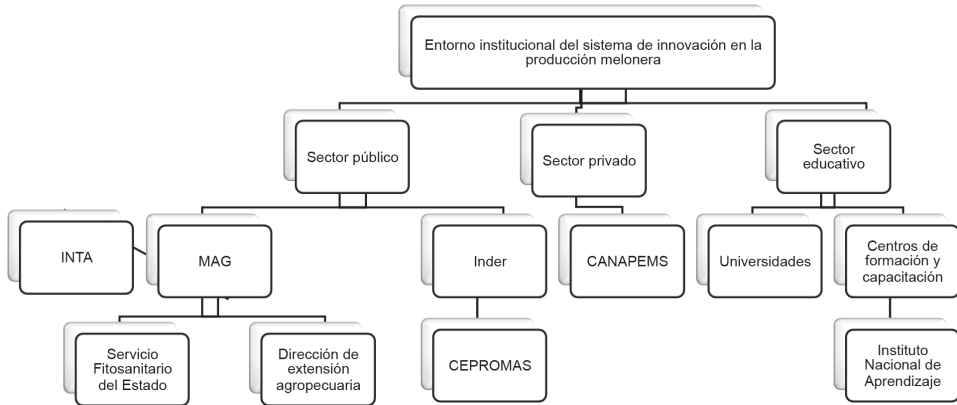 Entorno institucional del sistema de innovación en la
producción melonera
Sector público
Sector privado
Sector
educativo
INTA
MAG
Inder
CANAPEMS
Universidades
Centros de
formación y
capacitación
Servicio
Fitosanitario
del Estado
Dirección de
extensión
agropecuaria
CEPROMAS
Instituto
Nacional de
Aprendizaje